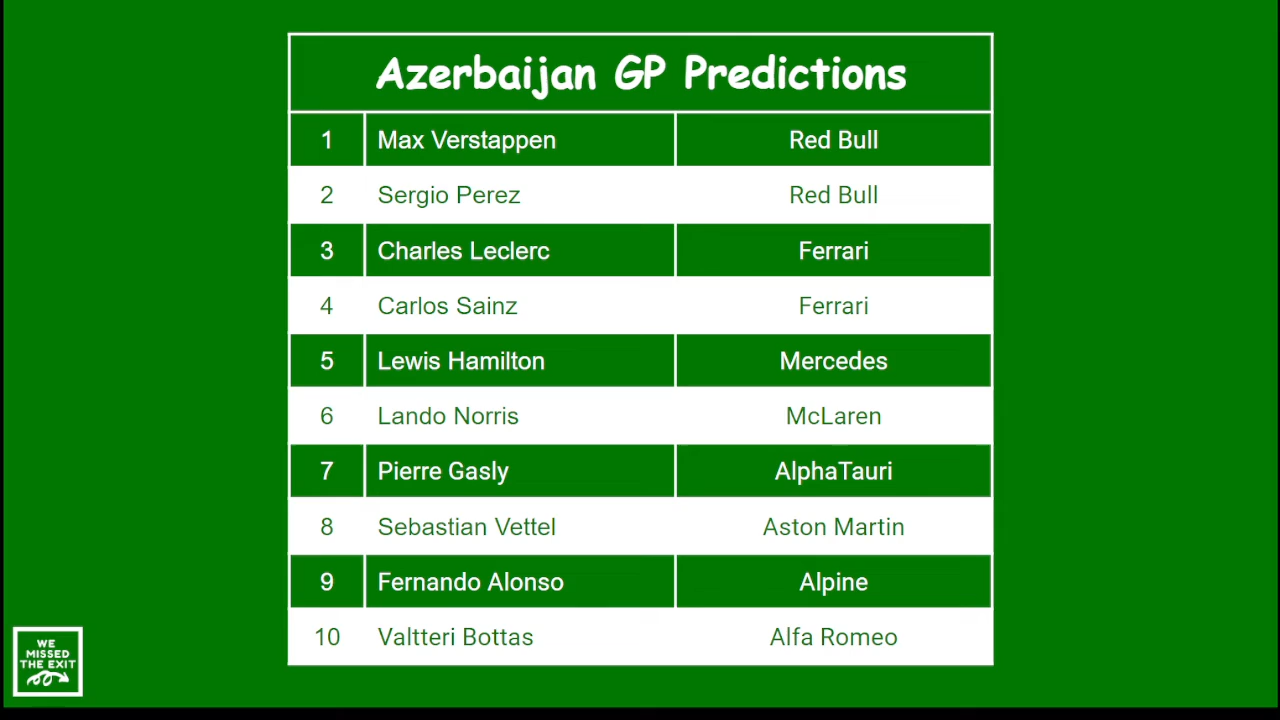 Azerbaijan GP Predictions
1 Max Verstappen Red Bull
2 Sergio Perez Red Bull
3 Charles Leclerc Ferrari
4 Carlos Sainz Ferrari
5 Lewis Hamilton Mercedes
6 Lando Norris McLaren
7 Pierre Gasly AlphaTauri
8 Sebastian Vettel Aston Martin
9 Fernando Alonso Alpine
10 Valtteri Bottas Alfa Romeo
WE
MISSED
THE EXIT